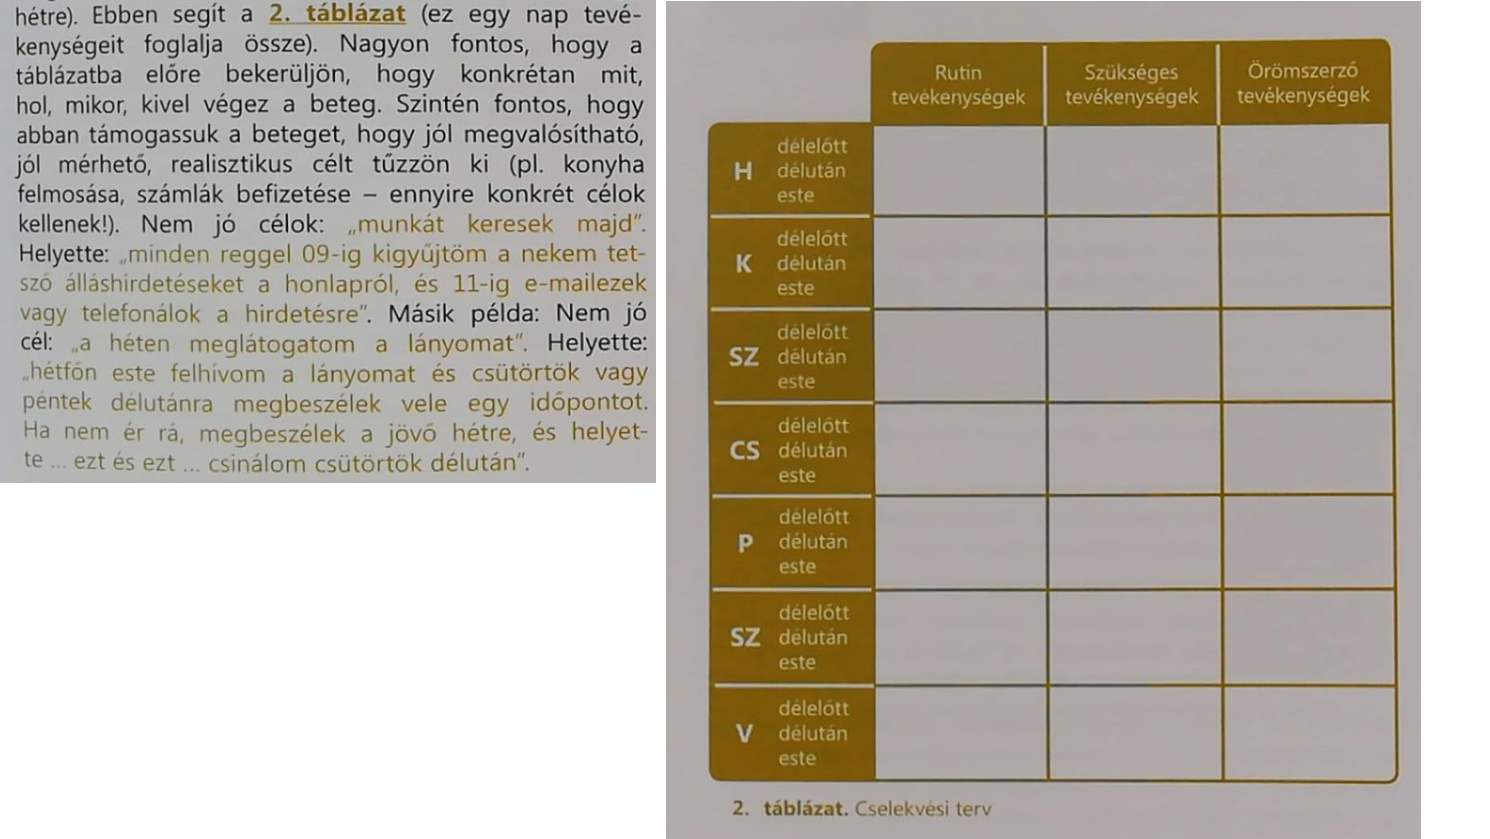 hétre). Ebben segít a 2. táblázat (ez egy nap tevé-
kenységeit foglalja össze). Nagyon fontos, hogy a
táblázatba előre bekerüljön, hogy konkrétan mit,
hol, mikor, kivel végez a beteg. Szintén fontos, hogy
abban támogassuk a beteget, hogy jól megvalósítható,
jól mérhető, realisztikus célt tűzzön ki (pl. konyha
felmosása, számlák befizetése – ennyire konkrét célok
kellenek!). Nem jó célok: „munkát keresek majd”.
Helyette: „minden reggel 09-ig kigyűjtöm a nekem tet-
sző álláshirdetéseket a honlapról, és 11-ig e-mailezek
vagy telefonálok a hirdetésre”. Másik példa: Nem jó
cél: „a héten meglátogatom a lányomat”. Helyette:
„hétfőn este felhívom a lányomat és csütörtök vagy
péntek délutánra megbeszélek vele egy időpontot.
Ha nem ér rá, megbeszélek a jövő hétre, és helyet-
te ... ezt és ezt ... csinálom csütörtök délután”.
Rutin
tevékenységek
Szükséges
tevékenységek
Örömszerző
tevékenységek
H
délelőtt
délután
este
K
délelőtt
délután
este
SZ
délelőtt
délután
este
CS
délelőtt
délután
este
P
délelőtt
délután
este
SZ
délelőtt
délután
este
V
délelőtt
délután
este
2. táblázat. Cselekvési terv